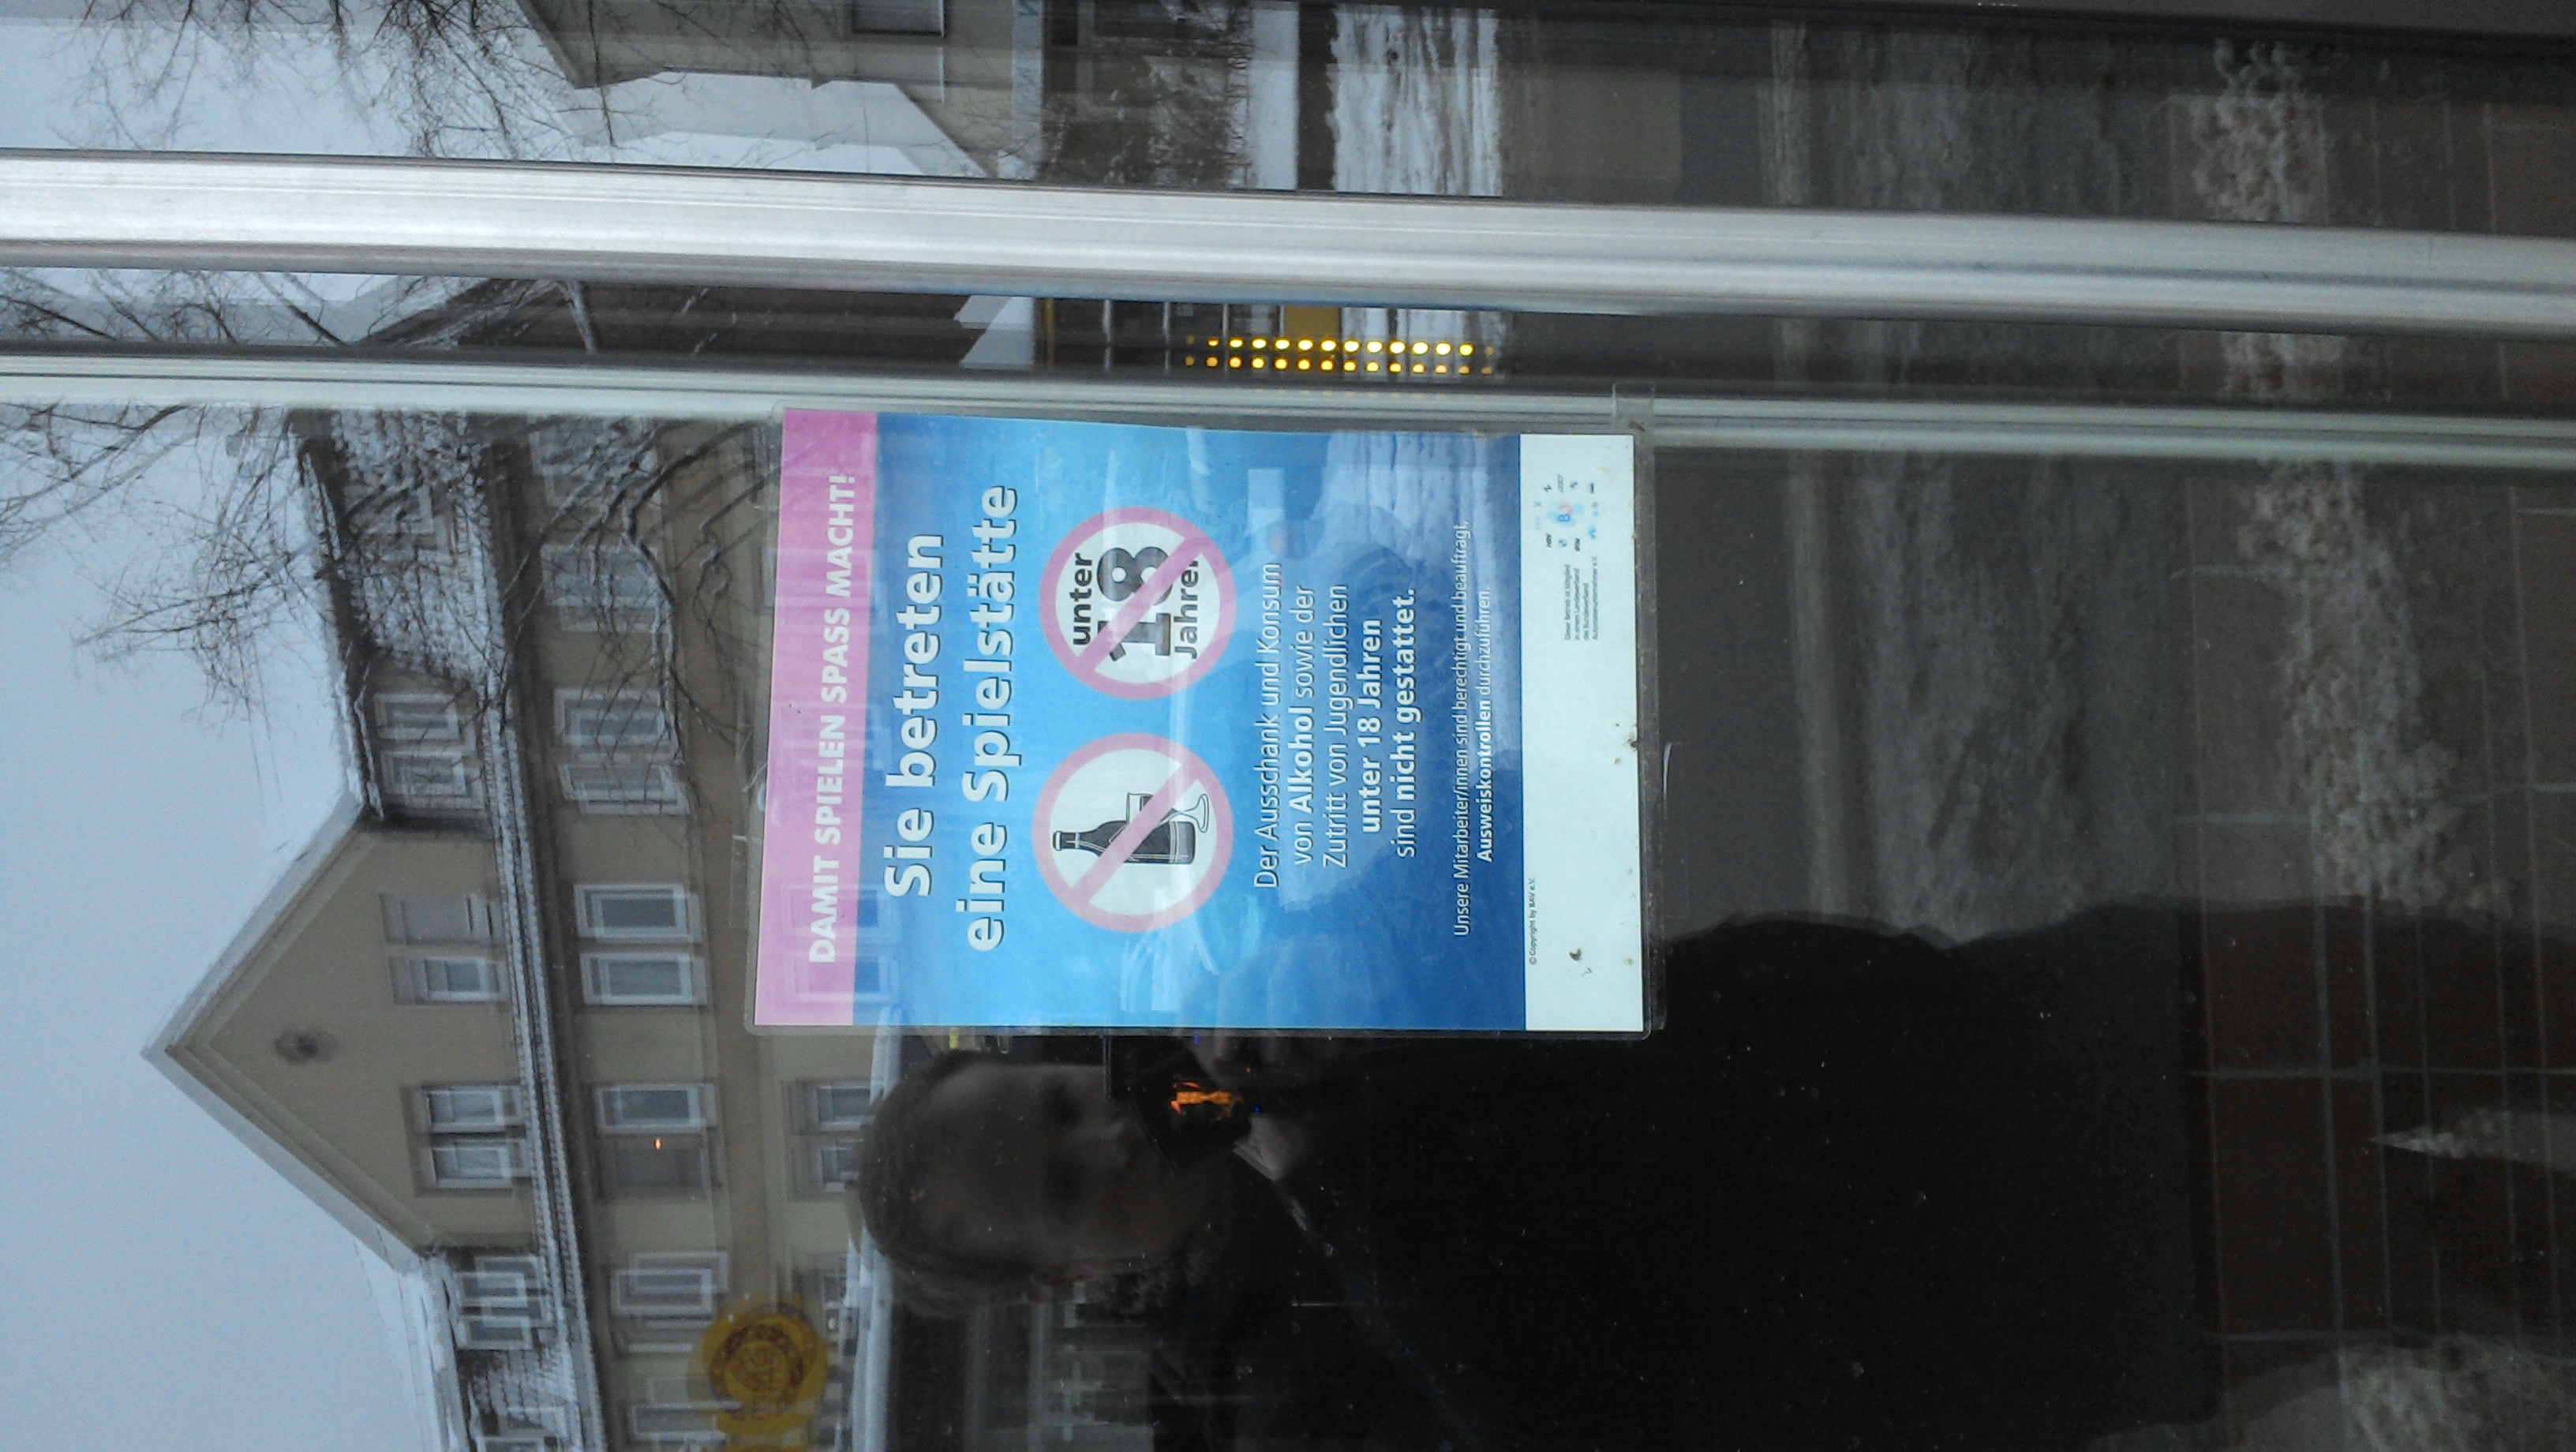 DAMIT SPIELEN SPASS MACHT!
Sie betreten
eine Spielstätte
unter
18
Jahren
Der Ausschank und Konsum
von Alkohol sowie der
Zutritt von Jugendlichen
unter 18 Jahren
sind nicht gestattet.
Unsere Mitarbeiter/innen sind berechtigt und beauftragt,
Ausweiskontrollen durchzuführen.
© Copyright by BAV e.V.
Dieser Betrieb ist Mitglied
in einem Landesverband
des Bundesverband
Automatenunternehmer e.V.